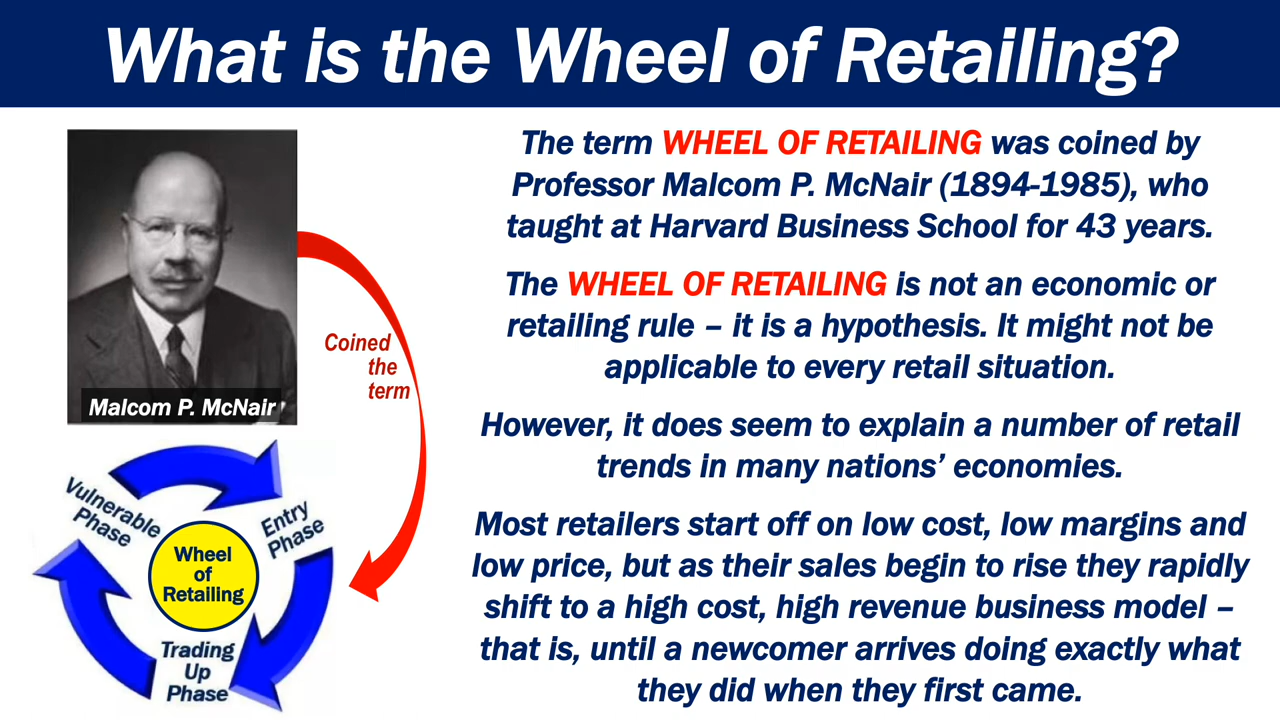 What is the Wheel of Retailing?
Malcom P. McNair
Coined
the
term
Vulnerable
Phase
Entry
Phase
Wheel
of
Retailing
Trading
Up
Phase
The term WHEEL OF RETAILING was coined by
Professor Malcom P. McNair (1894-1985), who
taught at Harvard Business School for 43 years.
The WHEEL OF RETAILING is not an economic or
retailing rule – it is a hypothesis. It might not be
applicable to every retail situation.
However, it does seem to explain a number of retail
trends in many nations’ economies.
Most retailers start off on low cost, low margins and
low price, but as their sales begin to rise they rapidly
shift to a high cost, high revenue business model –
that is, until a newcomer arrives doing exactly what
they did when they first came.